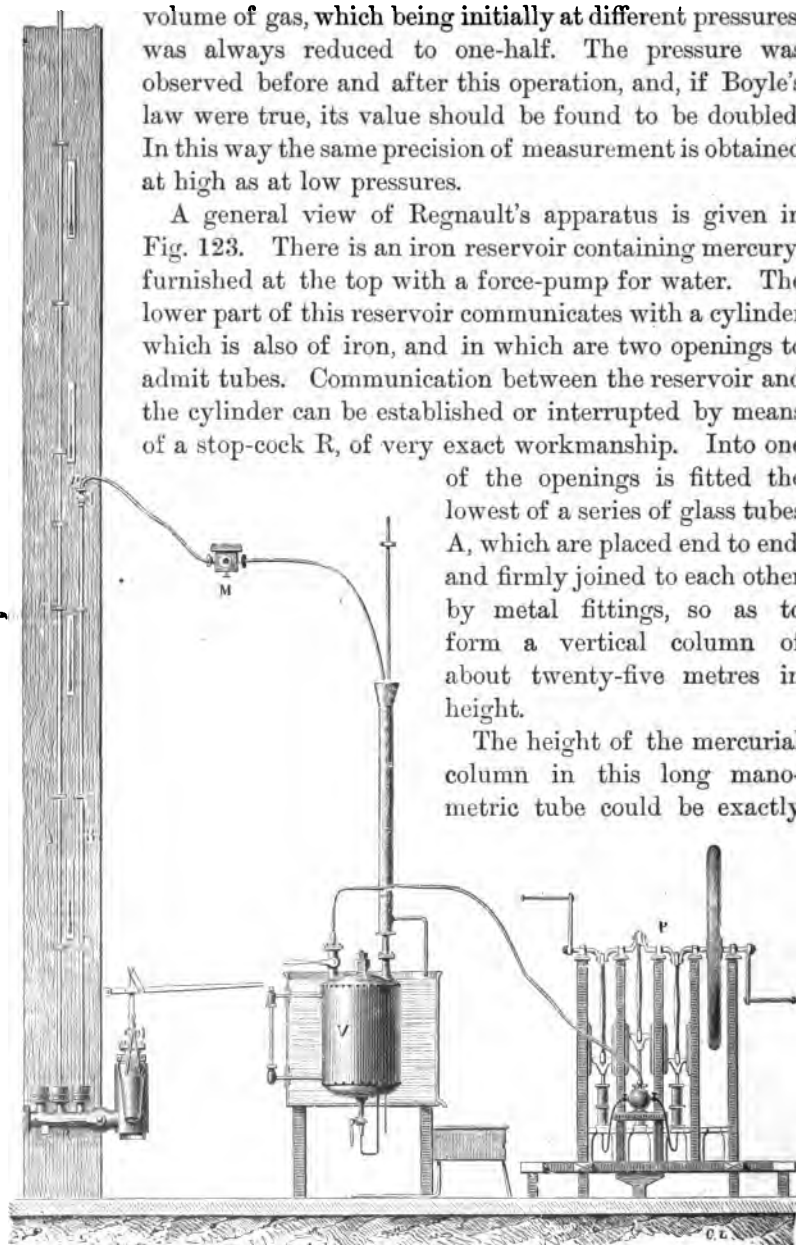 volume of gas, which being initially at different pressures
was always reduced to one-half. The pressure was
observed before and after this operation, and, if Boyle's
law were true, its value should be found to be doubled
In this way the same precision of measurement is obtained
at high as at low pressures.
A general view of Regnault's apparatus is given in
Fig. 123. There is an iron reservoir containing mercury
furnished at the top with a force-pump for water. The
lower part of this reservoir communicates with a cylinder
which is also of iron, and in which are two openings to
admit tubes. Communication between the reservoir and
the cylinder can be established or interrupted by means
of a stop-cock R, of very exact workmanship. Into one
of the openings is fitted the
lowest of a series of glass tubes
A, which are placed end to end
and firmly joined to each other
by metal fittings, so as to
form a vertical column of
about twenty-five metres in
height.
The height of the mercurial
column in this long mano-
metric tube could be exactly
M
P
V